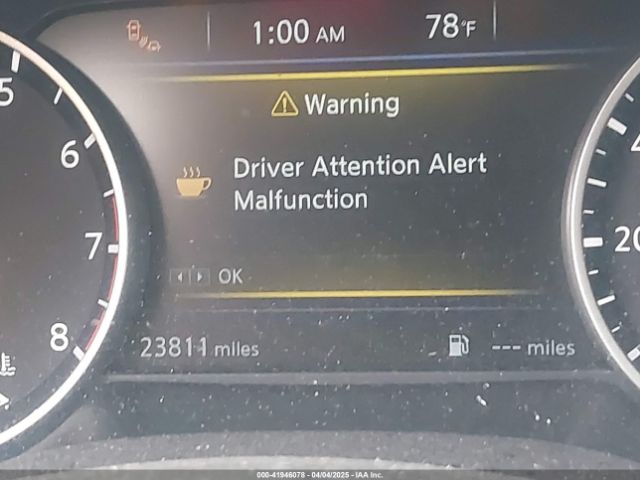 1:00 AM 78°F
Warning
Driver Attention Alert
Malfunction
OK
23811 miles --- miles
5
6
7
8
4
20
000-41946078 - 04/04/2025 - IAA Inc.